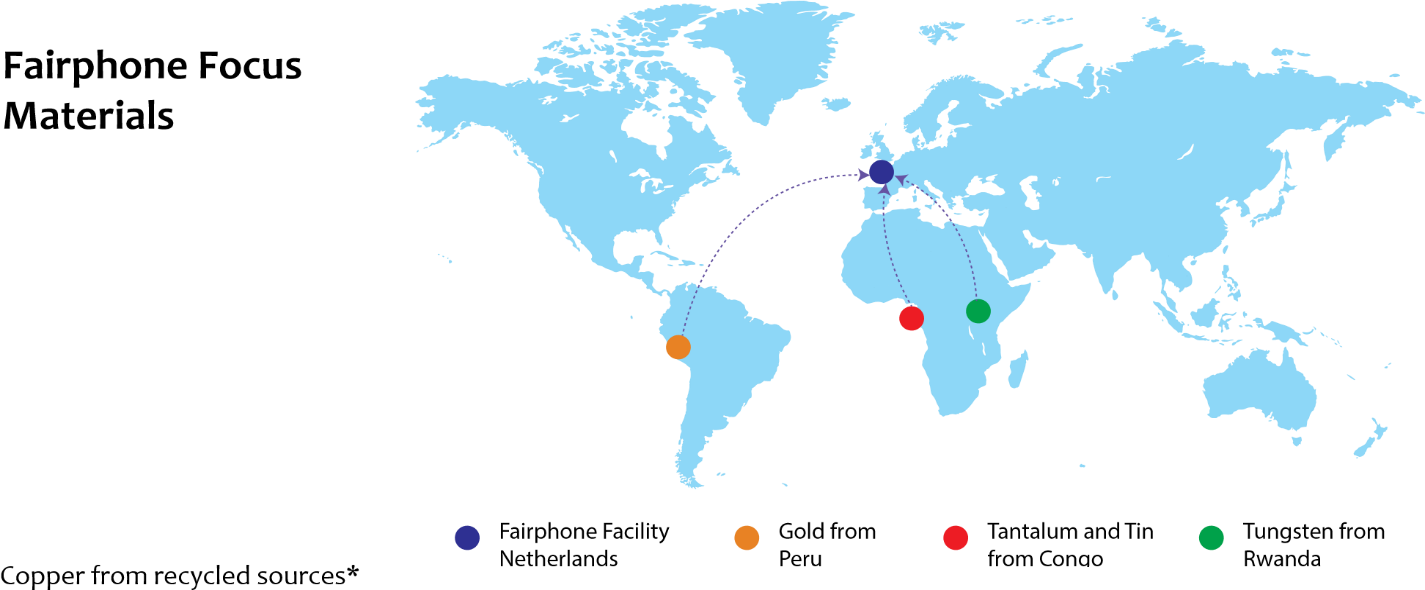 Fairphone Focus
Materials
Fairphone Facility
Netherlands
Gold from
Peru
Tantalum and Tin
from Congo
Tungsten from
Rwanda
Copper from recycled sources*